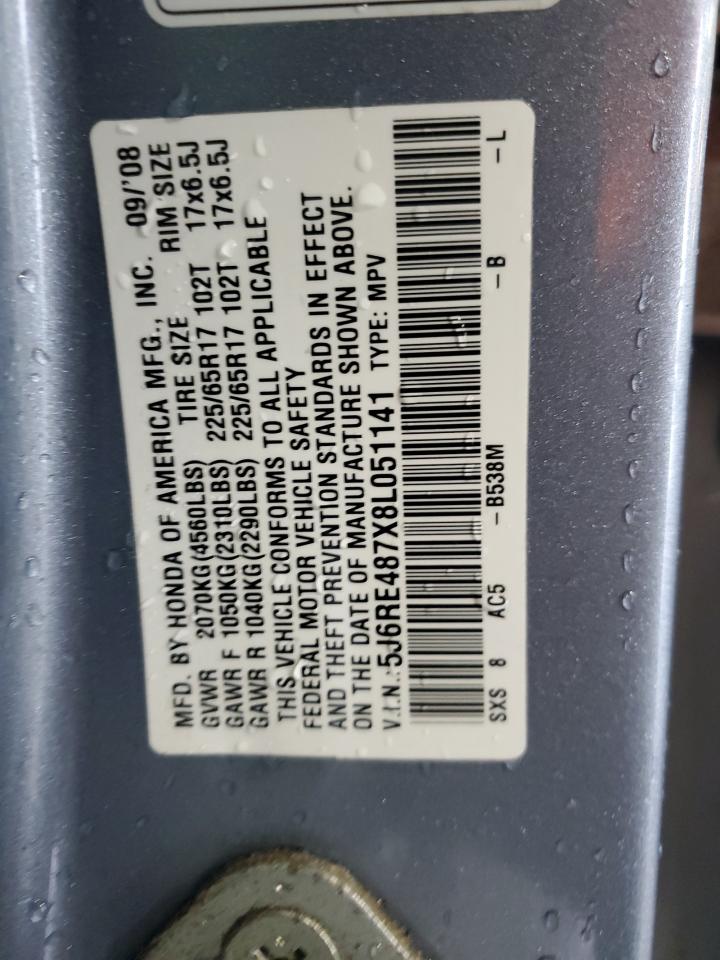 MFD. BY HONDA OF AMERICA MFG., INC. 09/'08
GVWR 2070KG(4560LBS) TIRE SIZE RIM SIZE
GAWR F 1050KG(2310LBS) 225/65R17 102T 17x6.5J
GAWR R 1040KG(2290LBS) 225/65R17 102T 17x6.5J
THIS VEHICLE CONFORMS TO ALL APPLICABLE
FEDERAL MOTOR VEHICLE SAFETY
AND THEFT PREVENTION STANDARDS IN EFFECT
ON THE DATE OF MANUFACTURE SHOWN ABOVE.
V.I.N.:5J6RE487X8L051141 TYPE: MPV
SXS 8 AC5 -B538M -B -L